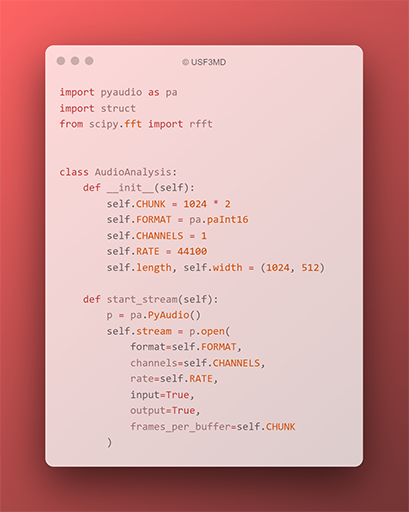 © USF3MD
import pyaudio as pa
import struct
from scipy.fft import rfft
class AudioAnalysis:
    def __init__(self):
        self.CHUNK = 1024 * 2
        self.FORMAT = pa.paInt16
        self.CHANNELS = 1
        self.RATE = 44100
        self.length, self.width = (1024, 512)
    def start_stream(self):
        p = pa.PyAudio()
        self.stream = p.open(
            format=self.FORMAT,
            channels=self.CHANNELS,
            rate=self.RATE,
            input=True,
            output=True,
            frames_per_buffer=self.CHUNK
        )